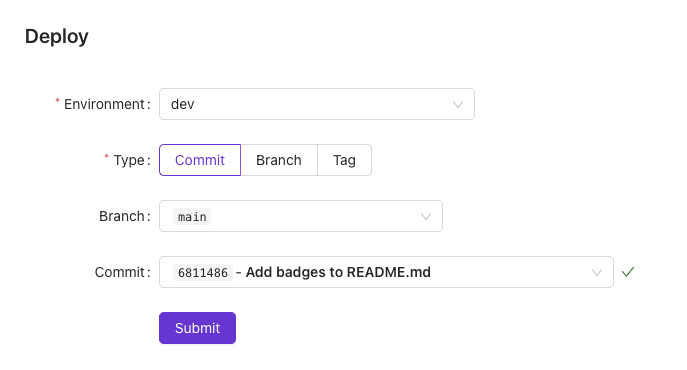 Deploy
* Environment: dev
* Type: Commit Branch Tag
Branch: main
Commit: 6811486 - Add badges to README.md
Submit